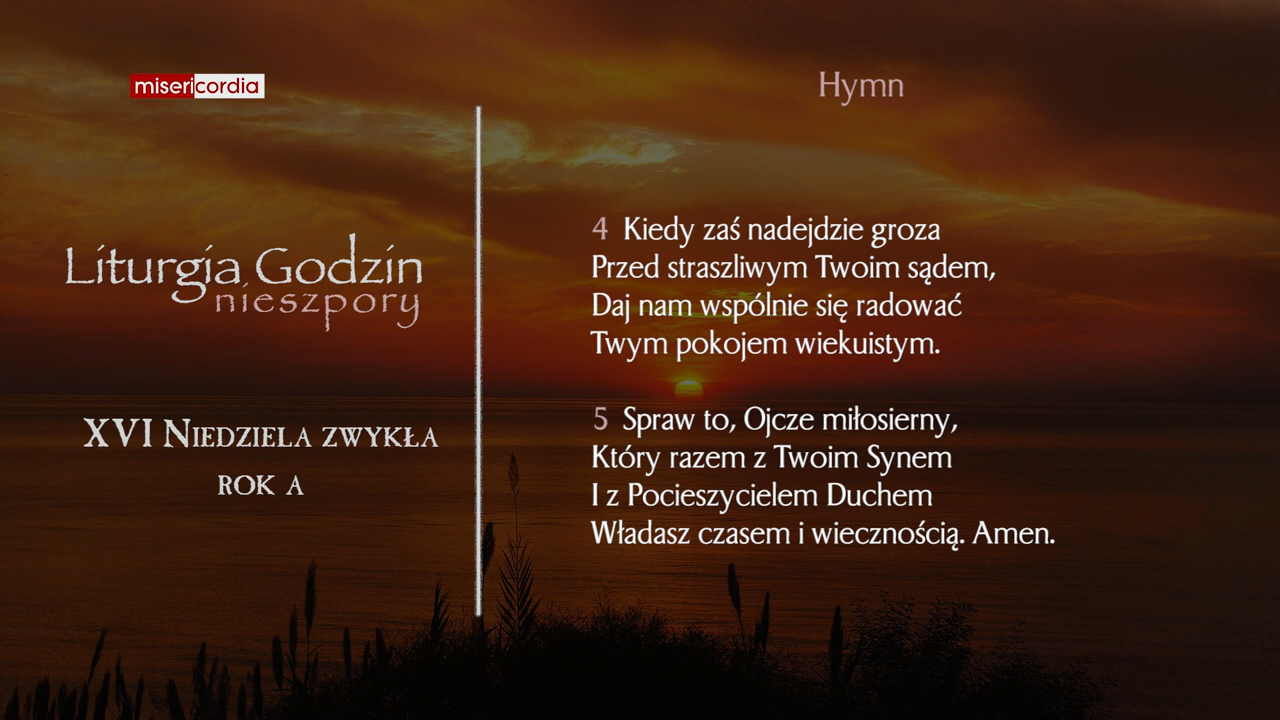 misericordia
Liturgia Godzin
nieszpory
XVI Niedziela zwykła
rok A
Hymn
4 Kiedy zaś nadejdzie groza
Przed straszliwym Twoim sądem,
Daj nam wspólnie się radować
Twym pokojem wiekuistym.
5 Spraw to, Ojcze miłosierny,
Który razem z Twoim Synem
I z Pocieszycielem Duchem
Władasz czasem i wiecznością. Amen.